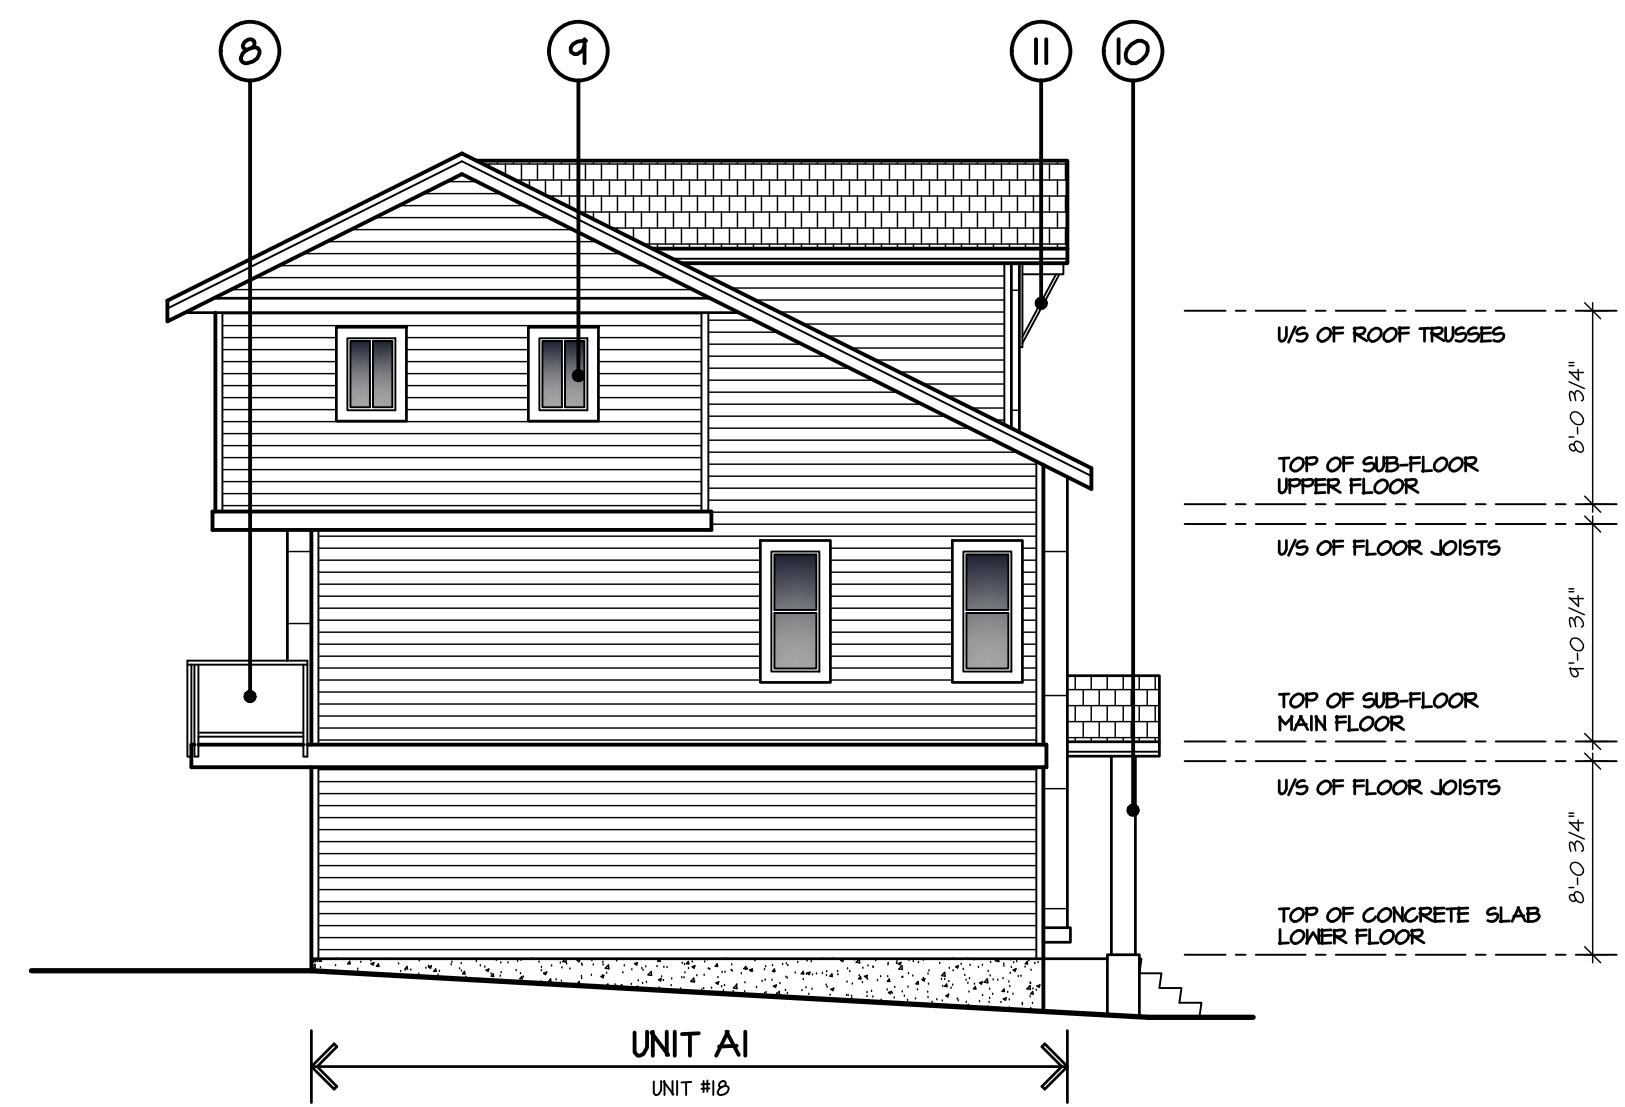 8
9
11
10
U/S OF ROOF TRUSSES
8'-0 3/4"
TOP OF SUB-FLOOR
UPPER FLOOR
U/S OF FLOOR JOISTS
9'-0 3/4"
TOP OF SUB-FLOOR
MAIN FLOOR
U/S OF FLOOR JOISTS
8'-0 3/4"
TOP OF CONCRETE SLAB
LOWER FLOOR
UNIT A1
UNIT #18